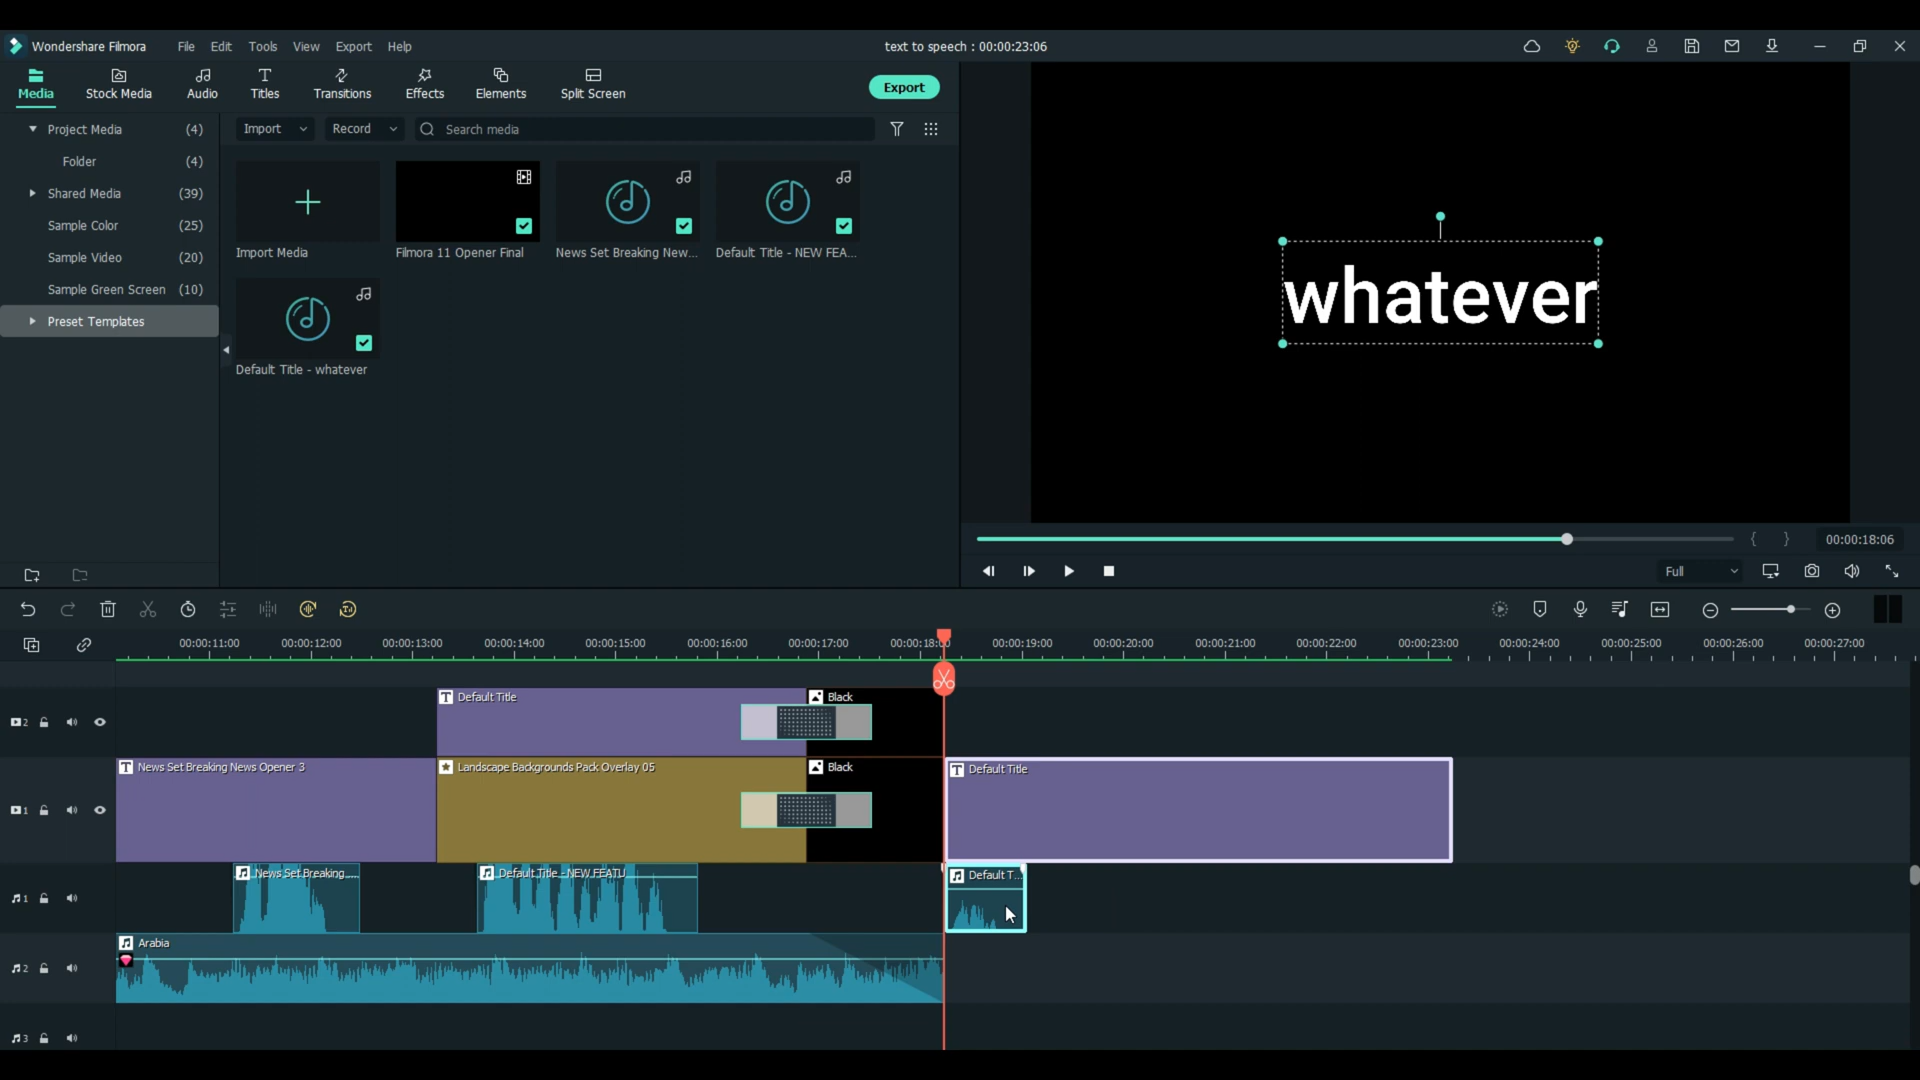 Wondershare Filmora File Edit Tools View Export Help text to speech : 00:00:23:06
Media Stock Media Audio Titles Transitions Effects Elements Split Screen Export
Project Media (4)
Folder (4)
Shared Media (39)
Sample Color (25)
Sample Video (20)
Sample Green Screen (10)
Preset Templates
Import Record Search media
Import Media Filmora 11 Opener Final News Set Breaking New... Default Title - NEW FEA...
Default Title - whatever
whatever
00:00:18:06
Full
00:00:11:00 00:00:12:00 00:00:13:00 00:00:14:00 00:00:15:00 00:00:16:00 00:00:17:00 00:00:18:00 00:00:19:00 00:00:20:00 00:00:21:00 00:00:22:00 00:00:23:00 00:00:24:00 00:00:25:00 00:00:26:00 00:00:27:00
2 Default Title Black
1 News Set Breaking News Opener 3 Landscape Backgrounds Pack Overlay 05 Black Default Title
1 News Set Breaking.... Default Title - NEW FEATU Default T...
2 Arabia
3